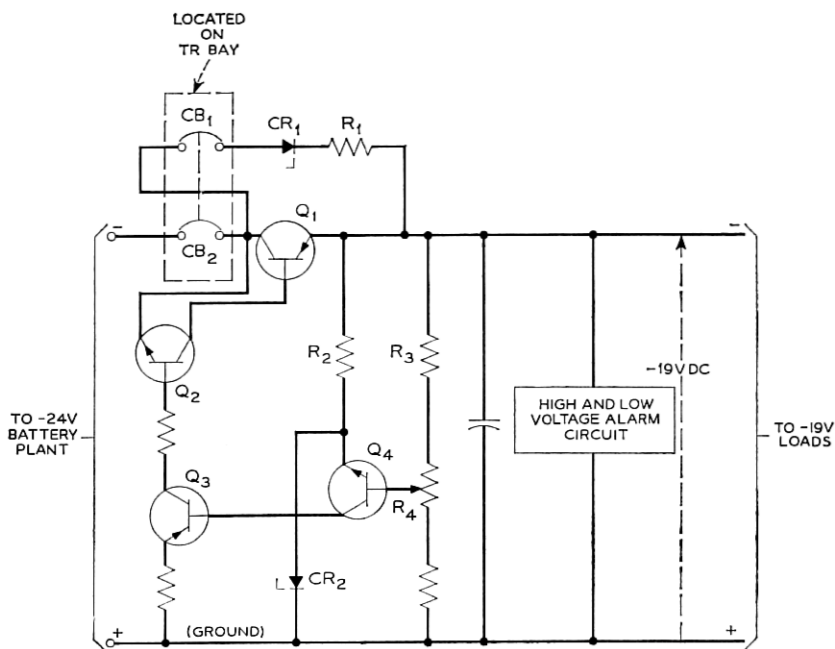 LOCATED
ON
TR BAY
CB1
CR1
R1
Q1
CB2
R2
R3
Q2
-19V DC
HIGH AND LOW
VOLTAGE ALARM
CIRCUIT
TO -24V
BATTERY
PLANT
TO -19V
LOADS
Q3
Q4
R4
CR2
(GROUND)
-
-
+
+